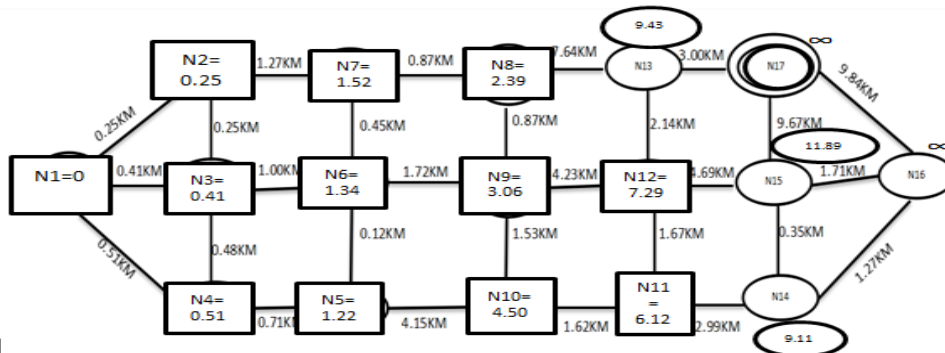 9.43
∞
N2=
0.25
1.27KM
N7=
1.52
0.87KM
N8=
2.39
7.64KM
N13
3.00KM
N17
9.84KM
0.25KM
0.25KM
0.45KM
0.87KM
2.14KM
9.67KM
11.89
∞
N1=0
0.41KM
N3=
0.41
1.00KM
N6=
1.34
1.72KM
N9=
3.06
4.23KM
N12=
7.29
4.69KM
N15
1.71KM
N16
0.51KM
0.48KM
0.12KM
1.53KM
1.67KM
0.35KM
1.27KM
N4=
0.51
0.71K
N5=
1.22
4.15KM
N10=
4.50
1.62KM
N11
=
6.12
2.99KM
N14
9.11